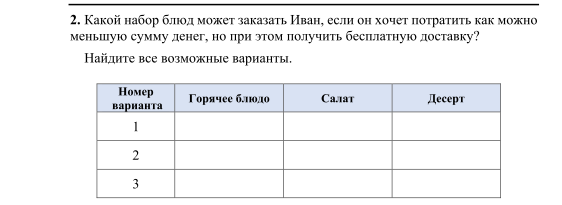 2. Какой набор блюд может заказать Иван, если он хочет потратить как можно
меньшую сумму денег, но при этом получить бесплатную доставку?
Найдите все возможные варианты.
Номер варианта Горячее блюдо Салат Десерт
1
2
3